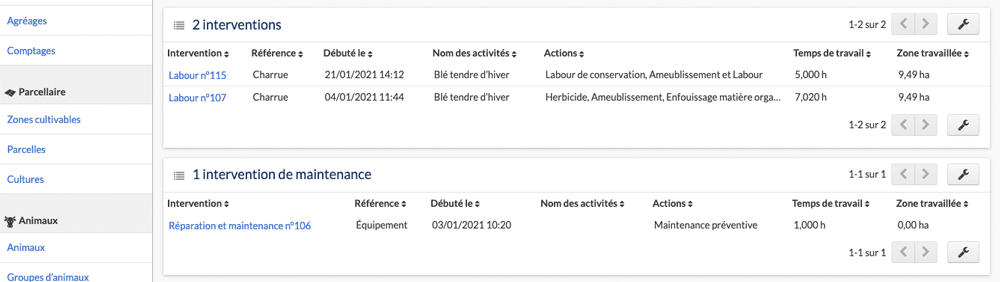 Agréages
Comptages
Parcellaire
Zones cultivables
Parcelles
Cultures
Animaux
Animaux
Groupes d'animaux
2 interventions
1-2 sur 2
Intervention Référence Débuté le Nom des activités Actions Temps de travail Zone travaillée
Labour n°115 Charrue 21/01/2021 14:12 Blé tendre d'hiver Labour de conservation, Ameublissement et Labour 5,000 h 9,49 ha
Labour n°107 Charrue 04/01/2021 11:44 Blé tendre d'hiver Herbicide, Ameublissement, Enfouissage matière orga... 7,020 h 9,49 ha
1-2 sur 2
1 intervention de maintenance
1-1 sur 1
Intervention Référence Débuté le Nom des activités Actions Temps de travail Zone travaillée
Réparation et maintenance n°106 Équipement 03/01/2021 10:20 Maintenance préventive 1,000 h 0,00 ha
1-1 sur 1